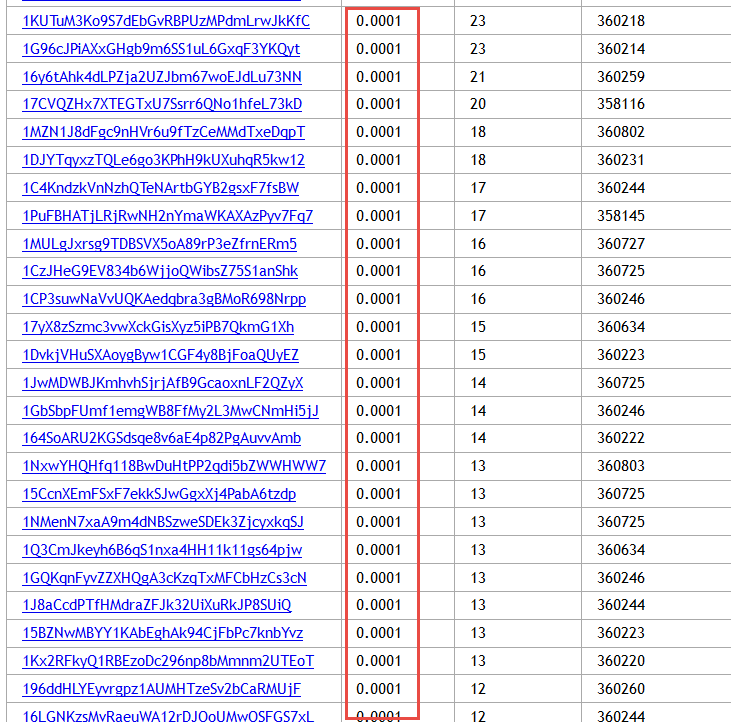 1KUTuM3Ko9S7dEbGvRBPUzMPdmLrwJkKfC 0.0001 23 360218
1G96cJPiAXxGHgb9m6SS1uL6GxqF3YKQyt 0.0001 23 360214
16y6tAhk4dLPZja2UZJbm67woEJdLu73NN 0.0001 21 360259
17CVQZHx7XTEGTxU7Ssrr6QNo1hfeL73kD 0.0001 20 358116
1MZN1J8dFgc9nHVr6u9fTzCeMMdTxeDqpT 0.0001 18 360802
1DJYTqyxzTQLe6go3KPhH9kUXuhqR5kw12 0.0001 18 360231
1C4KndzkVnNzhQTeNArtbGYB2gsxF7fsBW 0.0001 17 360244
1PuFBHATjLRjRwNH2nYmaWKAXAzPyv7Fq7 0.0001 17 358145
1MULgJxrsg9TDBSVX5oA89rP3eZfrnERm5 0.0001 16 360727
1CzJHeG9EV834b6WjjoQWibsZ75S1anShk 0.0001 16 360725
1CP3suwNaVvUQKAedqbra3gBMoR698Nrpp 0.0001 16 360246
17yX8zSzmc3vwXckGisXyz5iPB7QkmG1Xh 0.0001 15 360634
1DvkjVHuSXAoygByw1CGF4y8BjFoaQUyEZ 0.0001 15 360223
1JwMDWBJKmhvhSjrjAfB9GcaoxnLF2QZyX 0.0001 14 360725
1GbSbpFUmf1emgWB8FfMy2L3MwCNmHi5jJ 0.0001 14 360246
164SoARU2KGSdsqe8v6aE4p82PgAuvvAmb 0.0001 14 360222
1NxwYHQHfq118BwDuHtPP2qdi5bZWWHWW7 0.0001 13 360803
15CcnXEmFSxF7ekkSJwGgxXj4PabA6tzdp 0.0001 13 360725
1NMenN7xaA9m4dNBSzweSDEk3ZjcyxkqSJ 0.0001 13 360725
1Q3CmJkeyh6B6qS1nxa4HH11k11gs64pjw 0.0001 13 360634
1GQKqnFyvZZXHQgA3cKzqTxMFCbHzCs3cN 0.0001 13 360246
1J8aCcdPTfHMdraZFJk32UiXuRkJP8SUiQ 0.0001 13 360244
15BZNwMBYY1KAbEghAk94CjFbPc7knbYvz 0.0001 13 360223
1Kx2RFkyQ1RBEzoDc296np8bMmnm2UTEoT 0.0001 13 360220
196ddHLYEyvrgpz1AUMHTzeSv2bCaRMUjF 0.0001 12 360260
16LGNKzsMvRaeuWA12rDJQoUMwQSFGS7xL 0.0001 12 360244